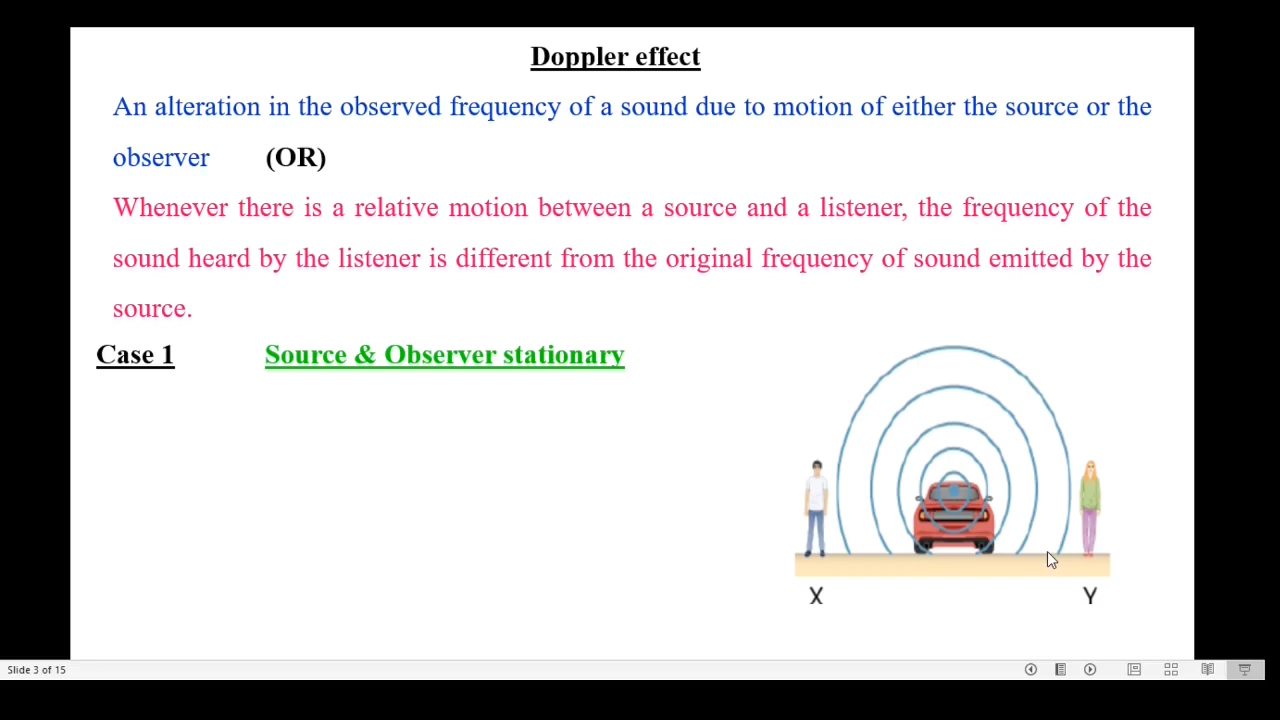 Doppler effect
An alteration in the observed frequency of a sound due to motion of either the source or the
observer (OR)
Whenever there is a relative motion between a source and a listener, the frequency of the
sound heard by the listener is different from the original frequency of sound emitted by the
source.
Case 1 Source & Observer stationary
X Y
Slide 3 of 15